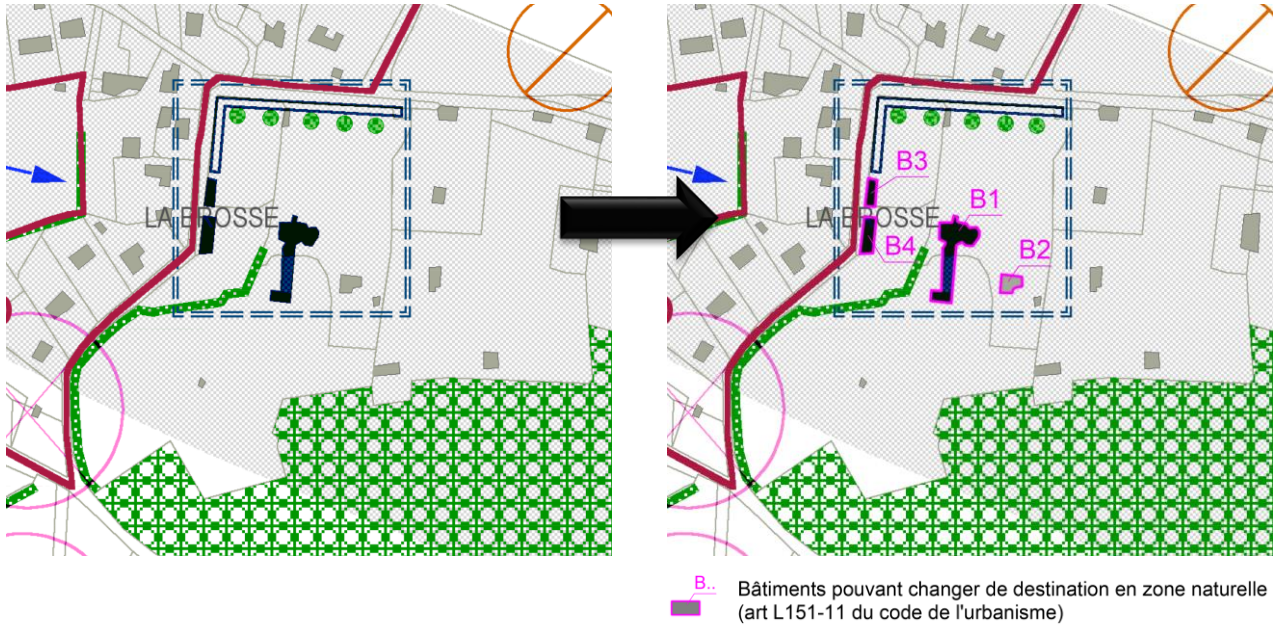 LA BROSSE
B3
B1
LA BROSSE
B4
B2
B.. Bâtiments pouvant changer de destination en zone naturelle
(art L151-11 du code de l'urbanisme)